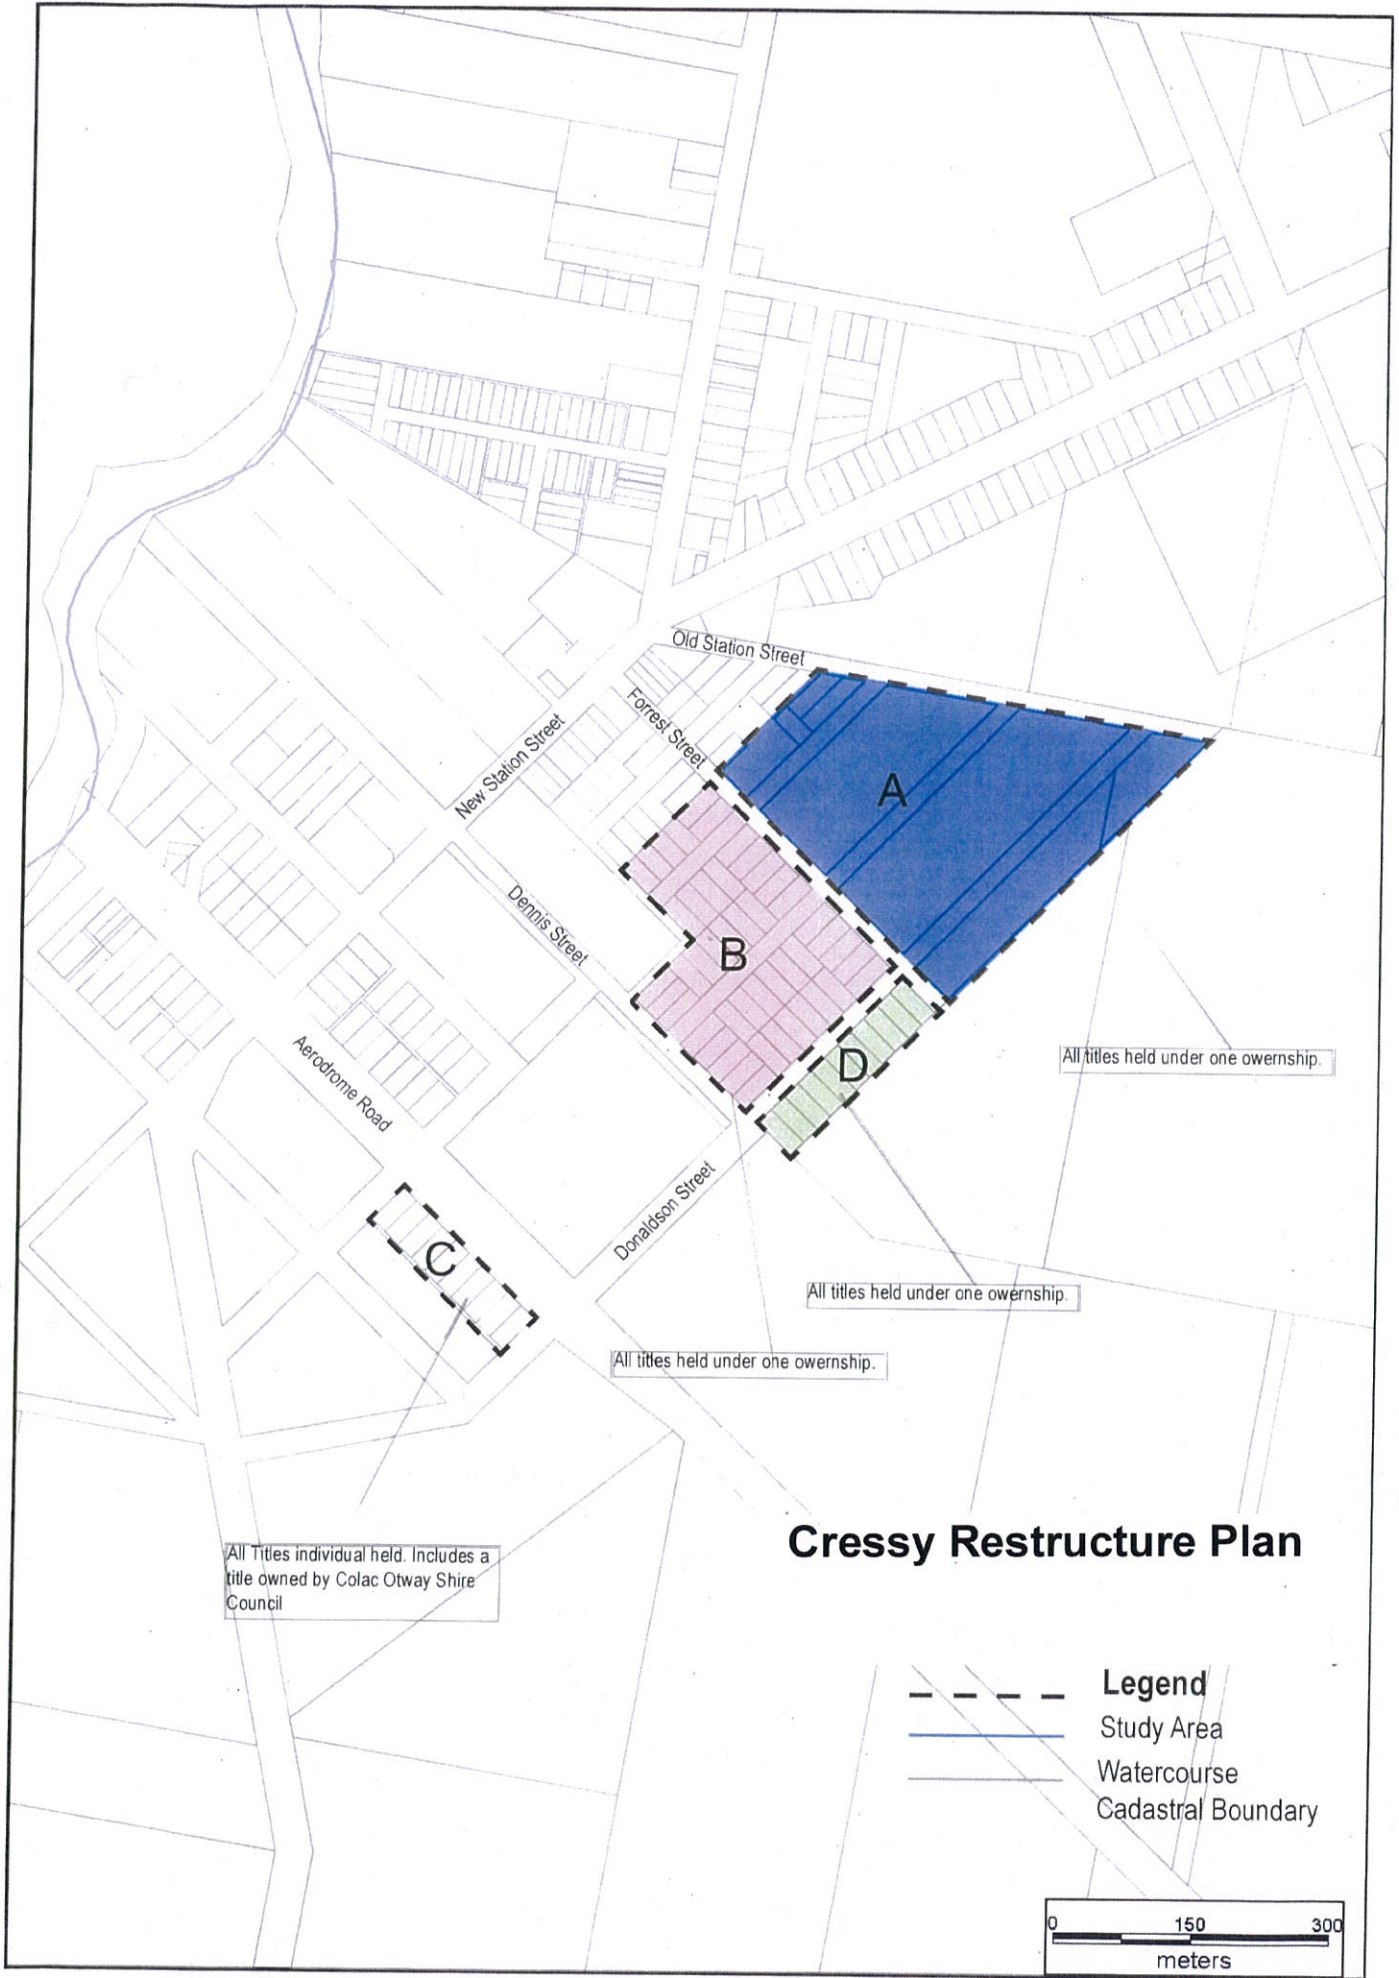 Old Station Street
Forrest Street
New Station Street
A
B
Dennis Street
D
Aerodrome Road
All titles held under one owernship.
Donaldson Street
C
All titles held under one owernship.
All titles held under one owernship.
Cressy Restructure Plan
All Titles individual held. Includes a
title owned by Colac Otway Shire
Council
Legend
Study Area
Watercourse
Cadastral Boundary
0 150 300
meters